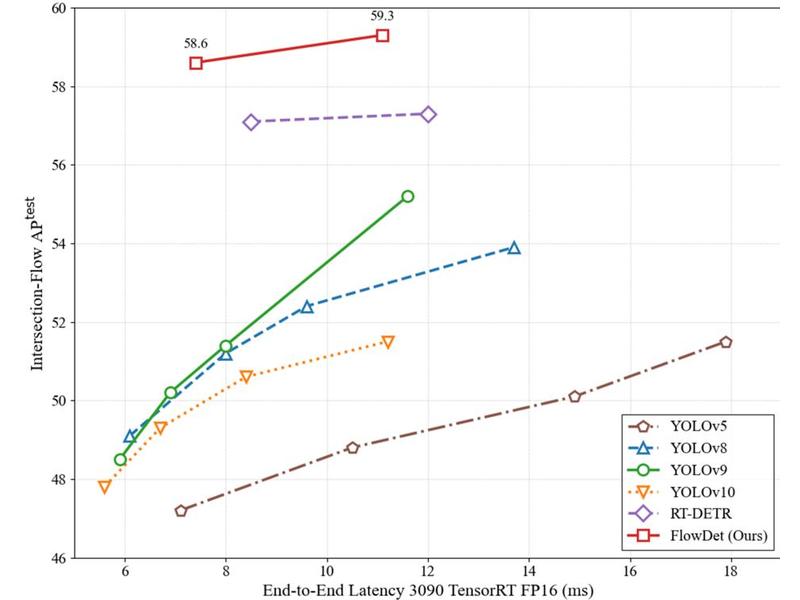 60
58
56
54
52
50
48
46
Intersection-Flow AP^test
58.6
59.3
YOLOv5
YOLOv8
YOLOv9
YOLOv10
RT-DETR
FlowDet (Ours)
6 8 10 12 14 16 18
End-to-End Latency 3090 TensorRT FP16 (ms)